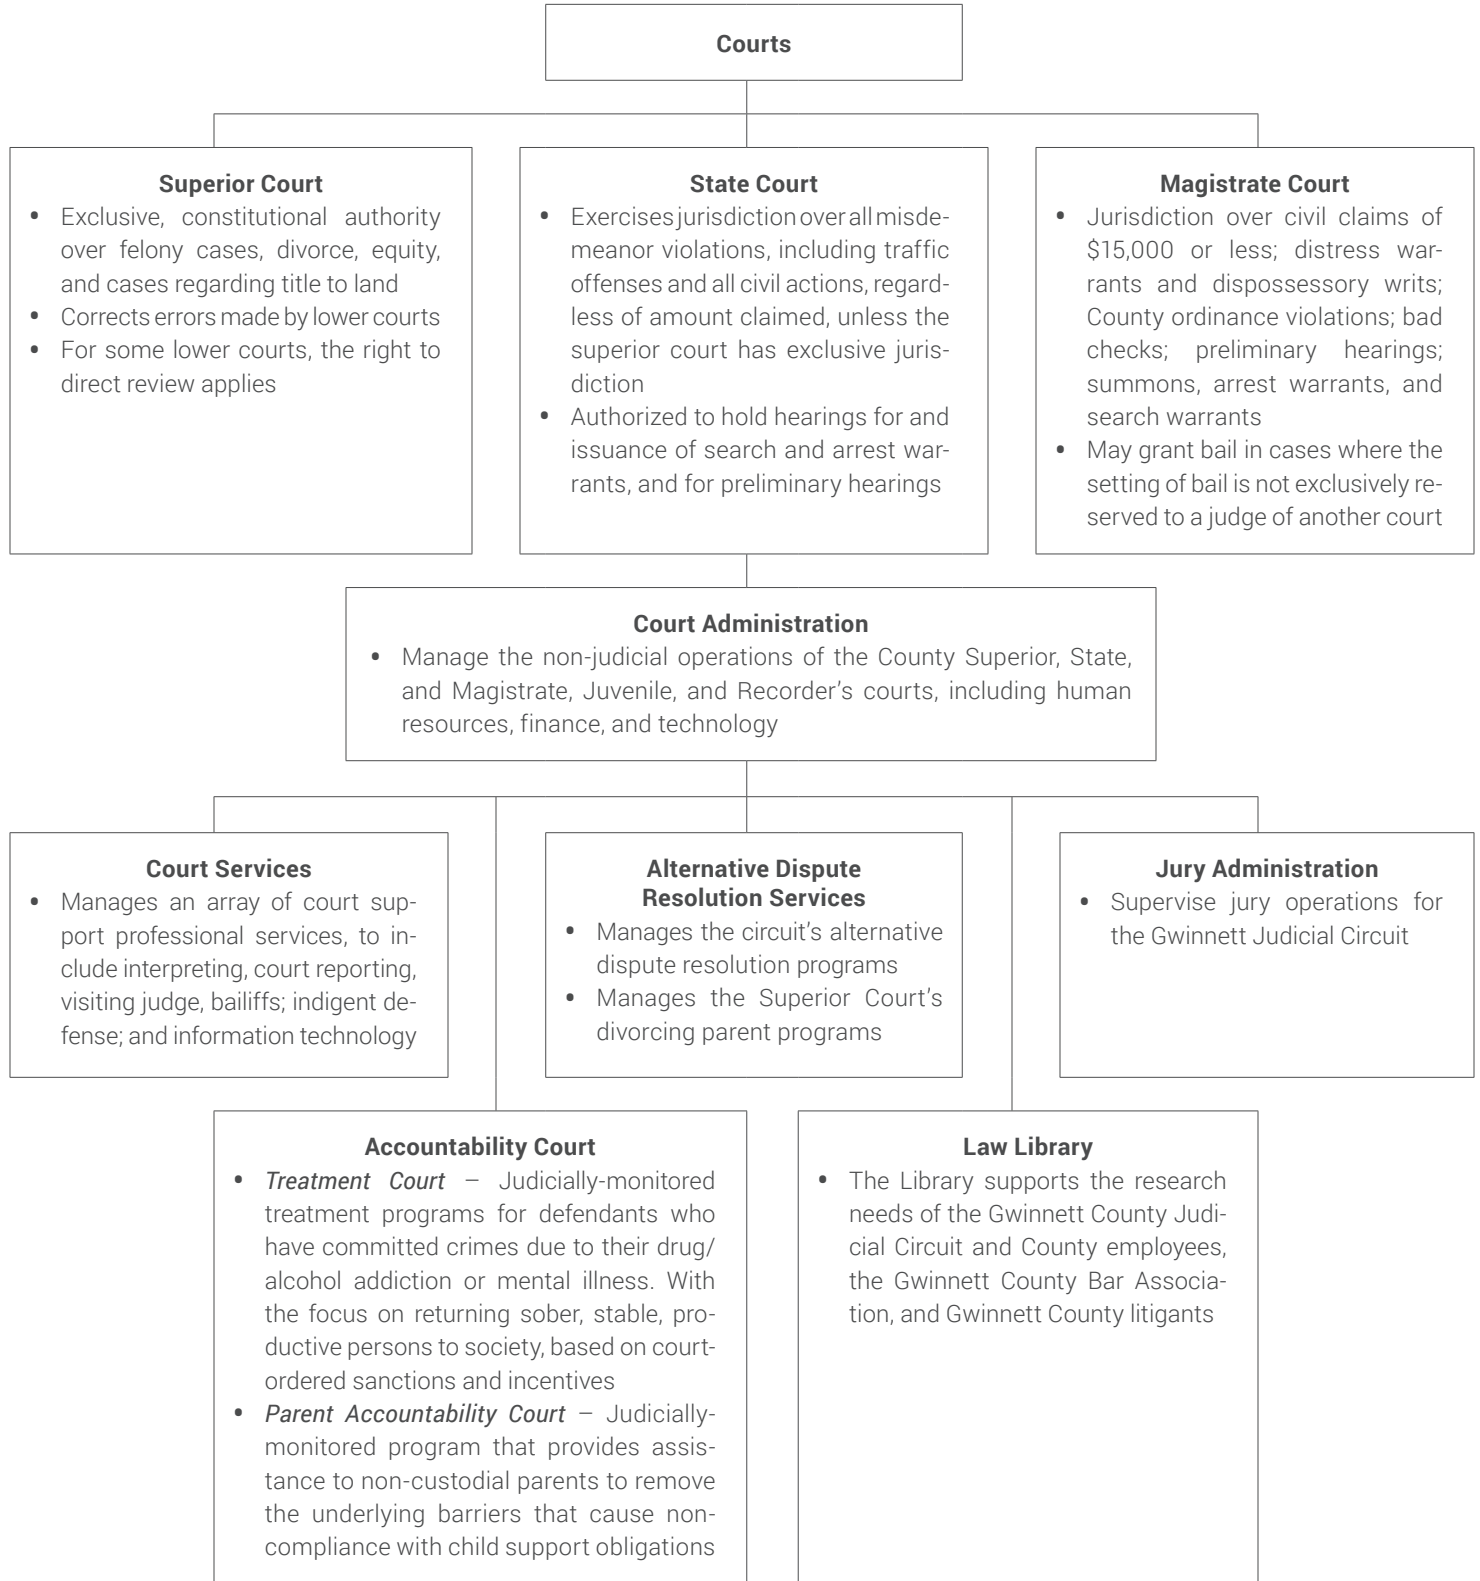 Courts
Superior Court
• Exclusive, constitutional authority
over felony cases, divorce, equity,
and cases regarding title to land
• Corrects errors made by lower courts
• For some lower courts, the right to
direct review applies
State Court
• Exercises jurisdiction over all misde-
meanor violations, including traffic
offenses and all civil actions, regard-
less of amount claimed, unless the
superior court has exclusive juris-
diction
• Authorized to hold hearings for and
issuance of search and arrest war-
rants, and for preliminary hearings
Magistrate Court
• Jurisdiction over civil claims of
$15,000 or less; distress war-
rants and dispossessory writs;
County ordinance violations; bad
checks; preliminary hearings;
summons, arrest warrants, and
search warrants
• May grant bail in cases where the
setting of bail is not exclusively re-
served to a judge of another court
Court Administration
• Manage the non-judicial operations of the County Superior, State,
and Magistrate, Juvenile, and Recorder's courts, including human
resources, finance, and technology
Court Services
• Manages an array of court sup-
port professional services, to in-
clude interpreting, court reporting,
visiting judge, bailiffs; indigent de-
fense; and information technology
Alternative Dispute
Resolution Services
• Manages the circuit's alternative
dispute resolution programs
• Manages the Superior Court's
divorcing parent programs
Jury Administration
• Supervise jury operations for
the Gwinnett Judicial Circuit
Accountability Court
• Treatment Court – Judicially-monitored
treatment programs for defendants who
have committed crimes due to their drug/
alcohol addiction or mental illness. With
the focus on returning sober, stable, pro-
ductive persons to society, based on court-
ordered sanctions and incentives
• Parent Accountability Court – Judicially-
monitored program that provides assis-
tance to non-custodial parents to remove
the underlying barriers that cause non-
compliance with child support obligations
Law Library
• The Library supports the research
needs of the Gwinnett County Judi-
cial Circuit and County employees,
the Gwinnett County Bar Associa-
tion, and Gwinnett County litigants